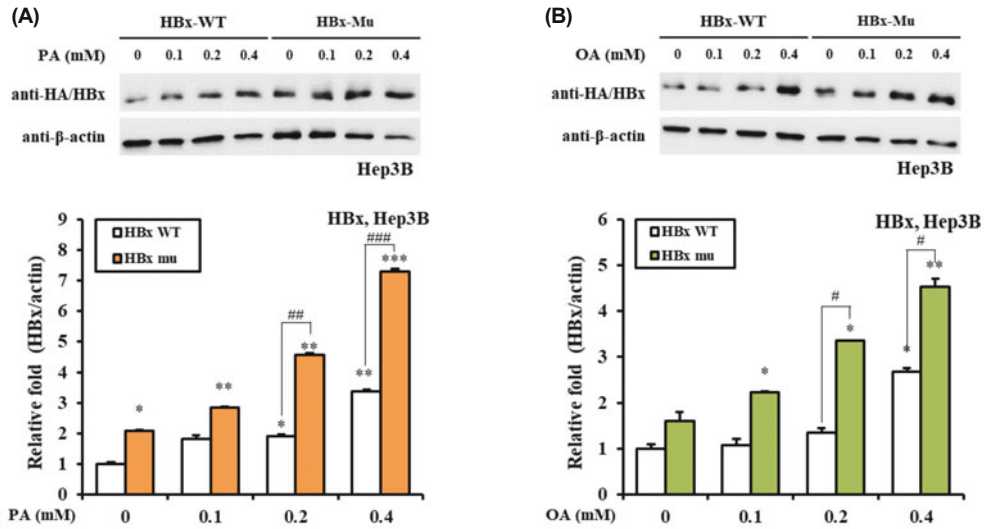 (A)
HBx-WT HBx-Mu
PA (mM) 0 0.1 0.2 0.4 0 0.1 0.2 0.4
anti-HA/HBx
anti-β-actin
Hep3B
HBx, Hep3B
HBx WT
HBx mu
Relative fold (HBx/actin)
9
8
7
6
5
4
3
2
1
0
* ** * ** ## ** *** ###
PA (mM) 0 0.1 0.2 0.4
(B)
HBx-WT HBx-Mu
OA (mM) 0 0.1 0.2 0.4 0 0.1 0.2 0.4
anti-HA/HBx
anti-β-actin
Hep3B
HBx, Hep3B
HBx WT
HBx mu
Relative fold (HBx/actin)
6
5
4
3
2
1
0
* * # * ** #
OA (mM) 0 0.1 0.2 0.4